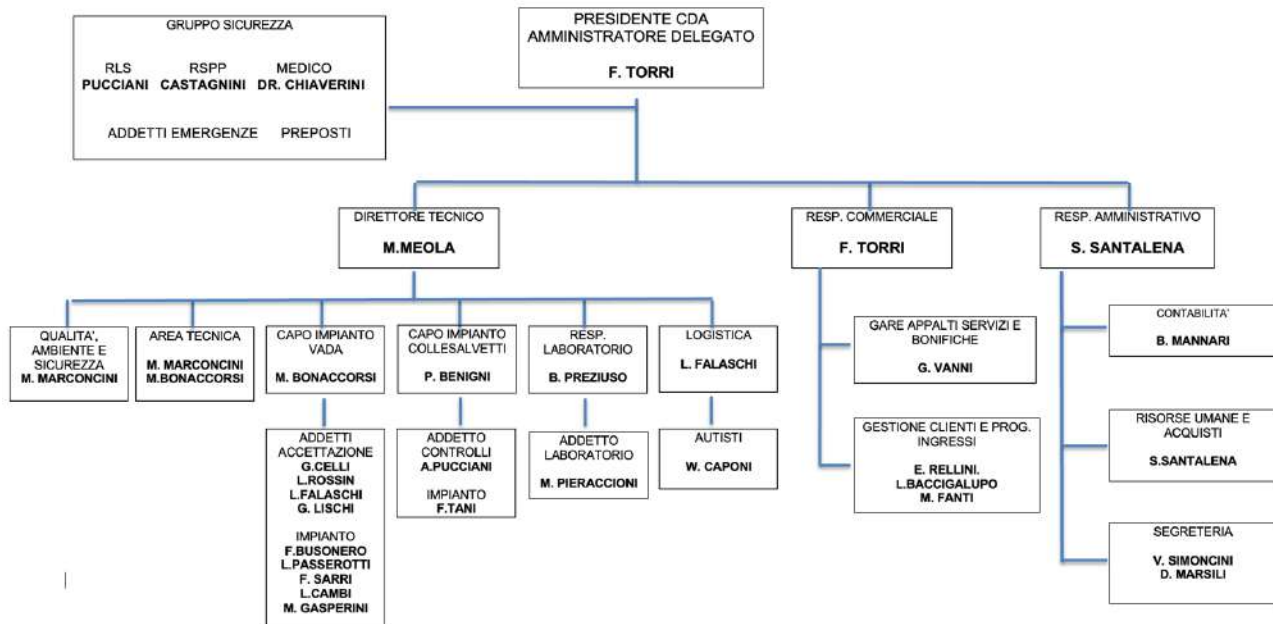 GRUPPO SICUREZZA
RLS RSPP MEDICO
PUCCIANI CASTAGNINI DR. CHIAVERINI
ADDETTI EMERGENZE PREPOSTI
PRESIDENTE CDA
AMMINISTRATORE DELEGATO
F. TORRI
DIRETTORE TECNICO
M.MEOLA
RESP. COMMERCIALE
F. TORRI
RESP. AMMINISTRATIVO
S. SANTALENA
QUALITA',
AMBIENTE E
SICUREZZA
M. MARCONCINI
AREA TECNICA
M. MARCONCINI
M.BONACCORSI
CAPO IMPIANTO
VADA
M. BONACCORSI
CAPO IMPIANTO
COLLESALVETTI
P. BENIGNI
RESP.
LABORATORIO
B. PREZIUSO
LOGISTICA
L. FALASCHI
ADDETTI
ACCETTAZIONE
G.CELLI
L.ROSSIN
L.FALASCHI
G. LISCHI
IMPIANTO
F.BUSONERO
L.PASSEROTTI
F. SARRI
L.CAMBI
M. GASPERINI
ADDETTO
CONTROLLI
A.PUCCIANI
IMPIANTO
F.TANI
ADDETTO
LABORATORIO
M. PIERACCIONI
AUTISTI
W. CAPONI
GARE APPALTI SERVIZI E
BONIFICHE
G. VANNI
GESTIONE CLIENTI E PROG.
INGRESSI
E. RELLINI.
L.BACCIGALUPO
M. FANTI
CONTABILITA'
B. MANNARI
RISORSE UMANE E
ACQUISTI
S.SANTALENA
SEGRETERIA
V. SIMONCINI
D. MARSILI